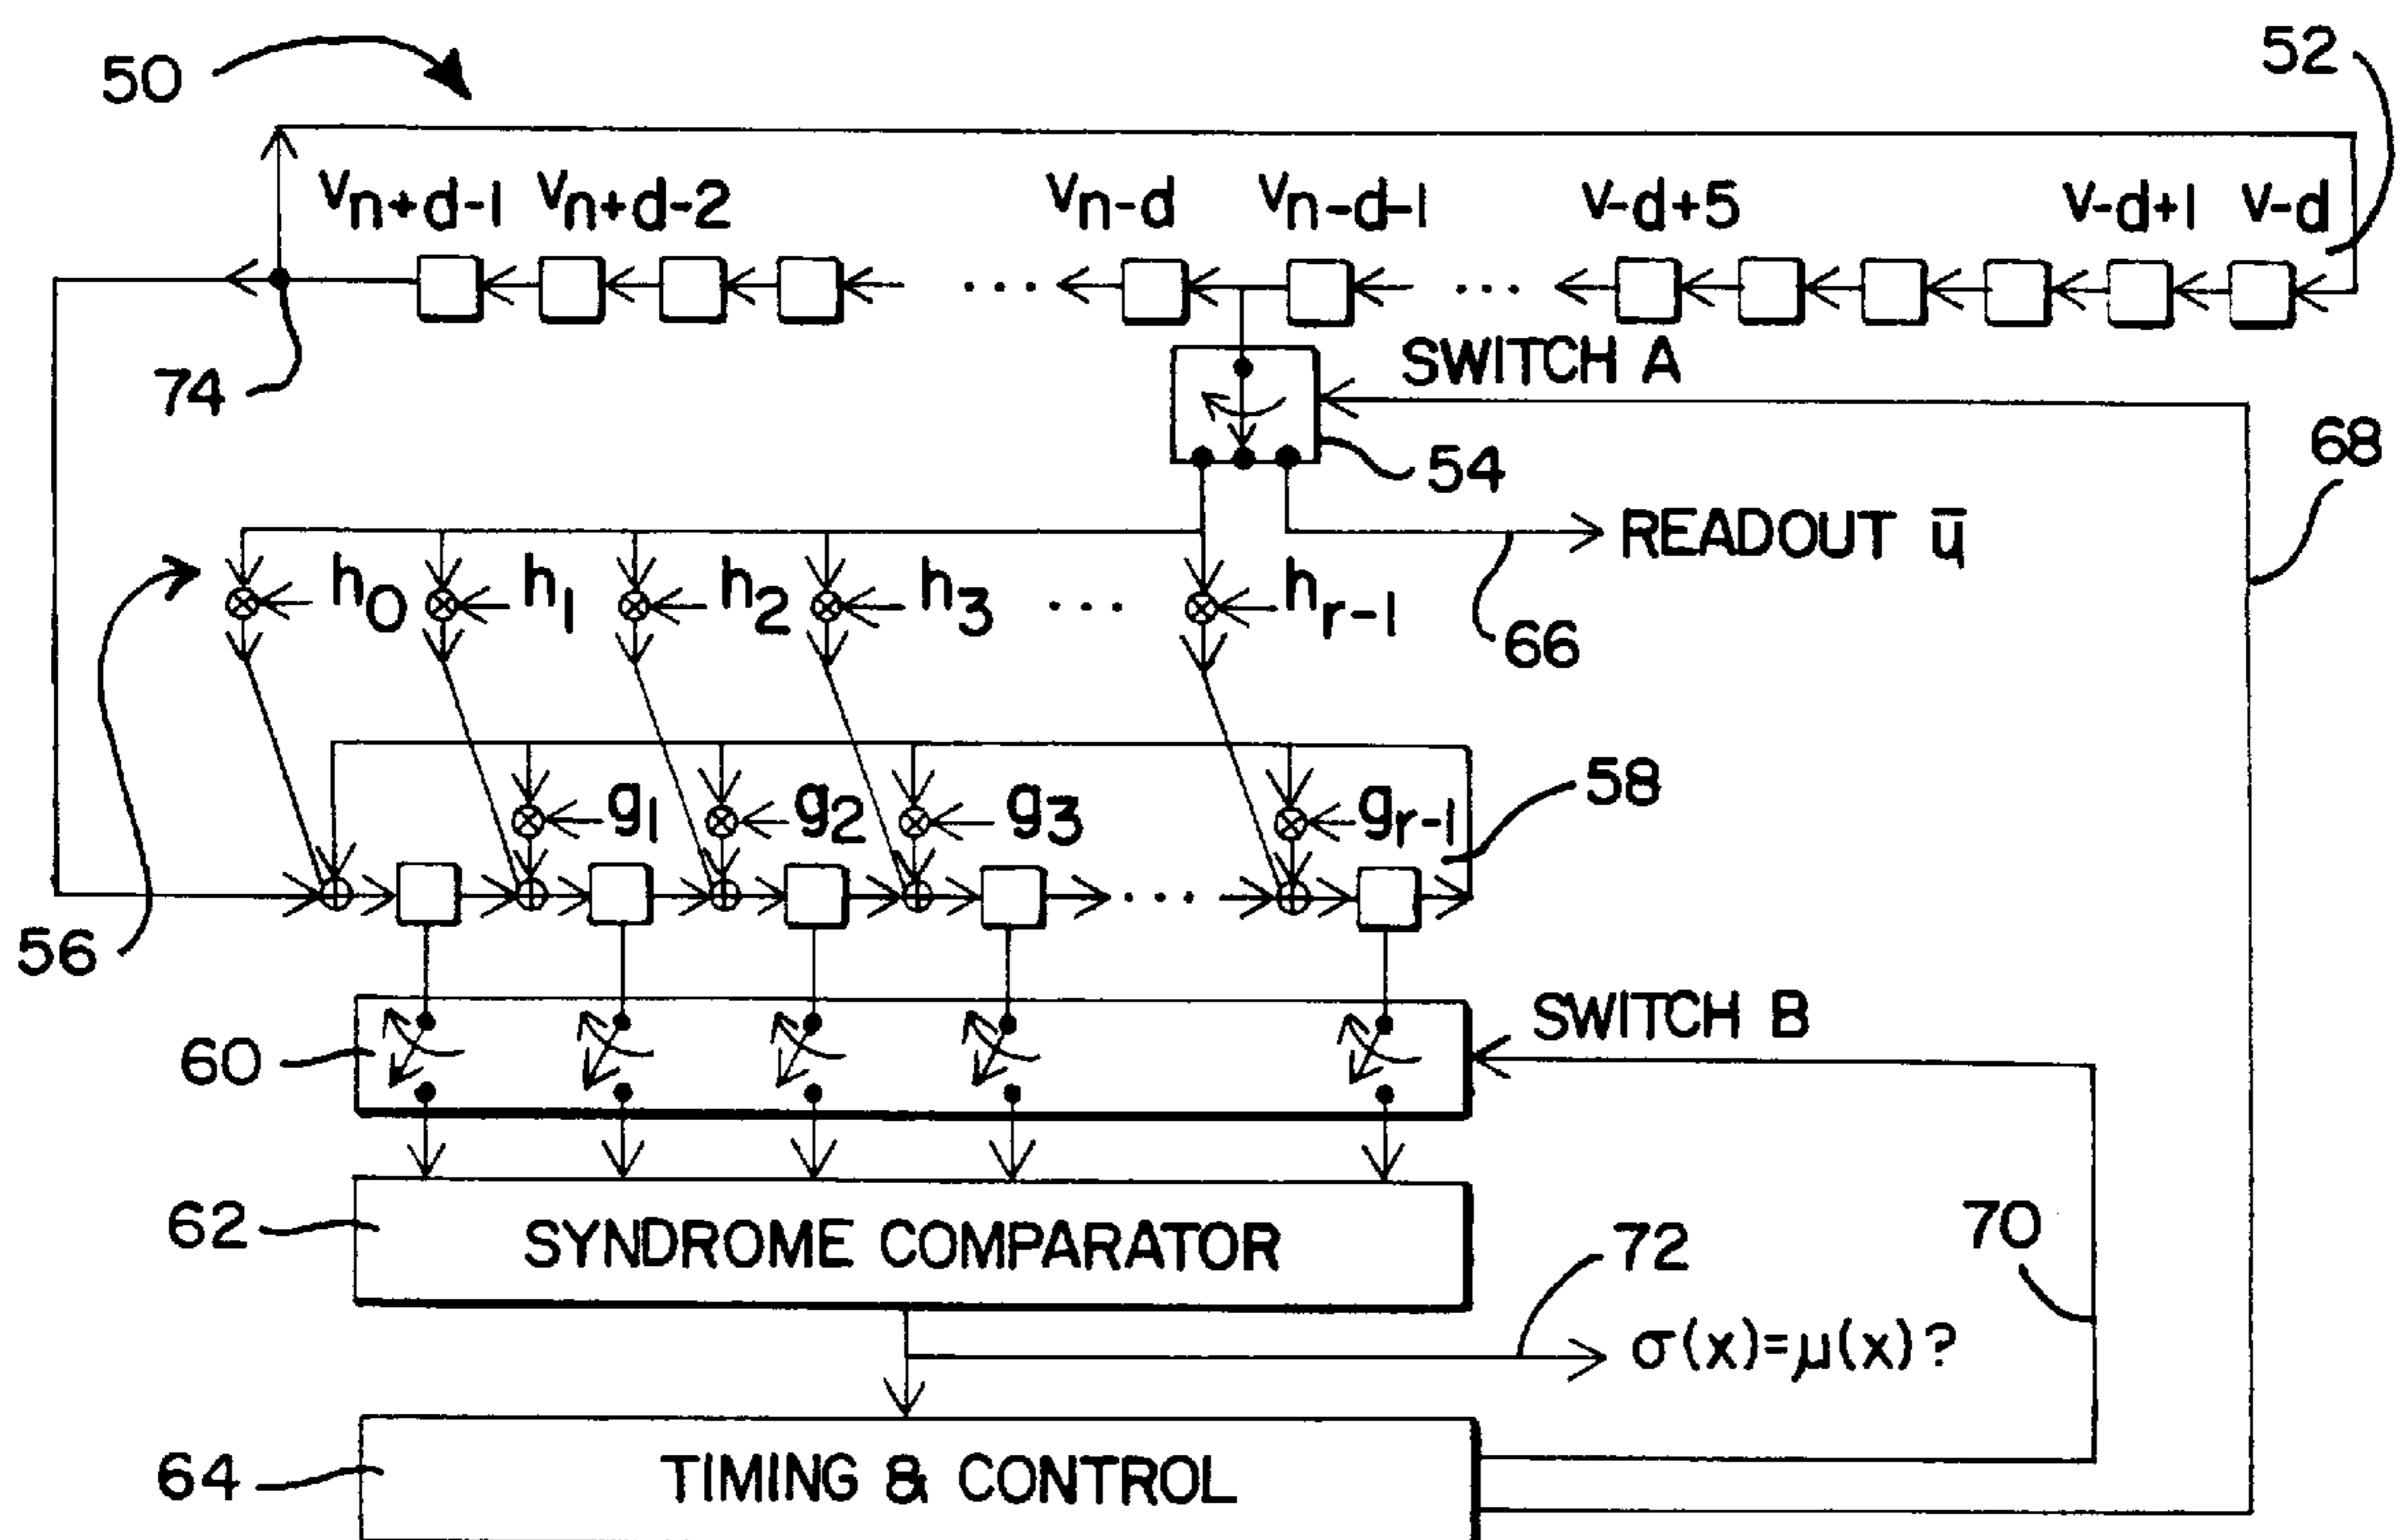 50
52
vn+d-1 vn+d-2 vn-d vn-d-1 v-d+5 v-d+1 v-d
... ...
74
SWITCH A
54
68
READOUT ū
h0 h1 h2 h3 ... hr-1
66
g1 g2 g3 gr-1
58
...
56
SWITCH B
60
62
SYNDROME COMPARATOR
72
70
σ(x)=μ(x)?
64
TIMING & CONTROL